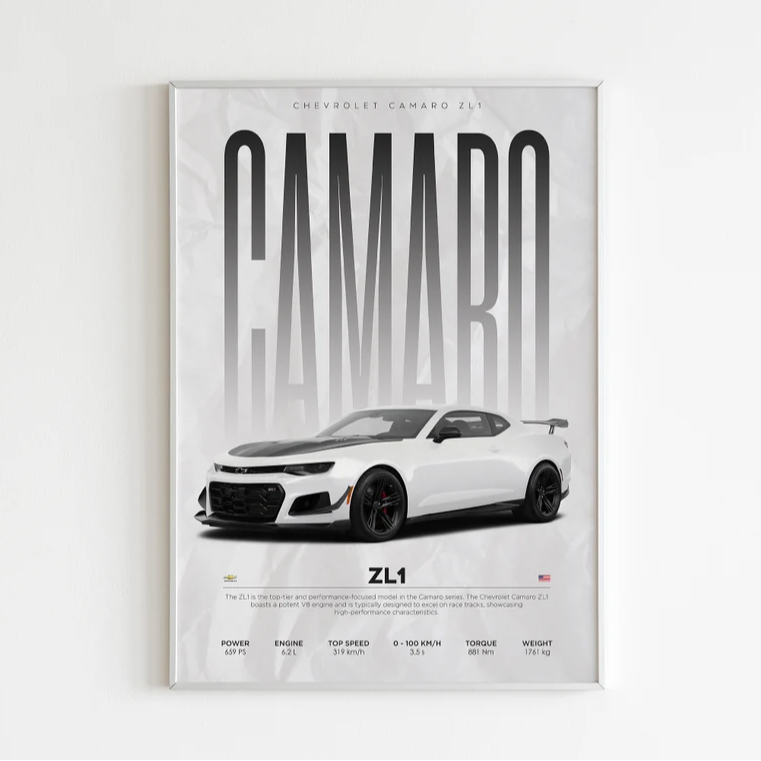 CHEVROLET CAMARO ZL1
CAMARO
ZL1
The ZL1 is the top-tier and performance-focused model in the Camaro series. The Chevrolet Camaro ZL1
boasts a potent V8 engine and is typically designed to excel on race tracks, showcasing
high-performance characteristics.
POWER ENGINE TOP SPEED 0 - 100 KM/H TORQUE WEIGHT
659 PS 6.2 L 319 km/h 3.5 s 881 Nm 1761 kg